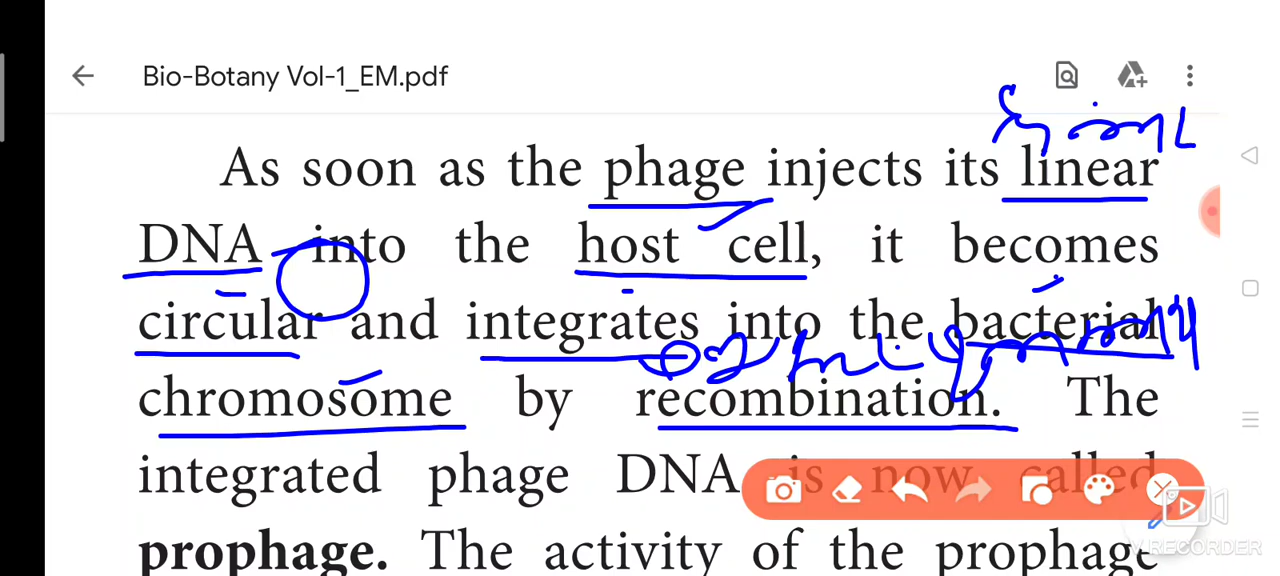 Bio-Botany Vol-1_EM.pdf
As soon as the phage injects its linear
DNA into the host cell, it becomes
circular and integrates into the bacterial
chromosome by recombination. The
integrated phage DNA is now called
prophage. The activity of the prophage
V RECORDER